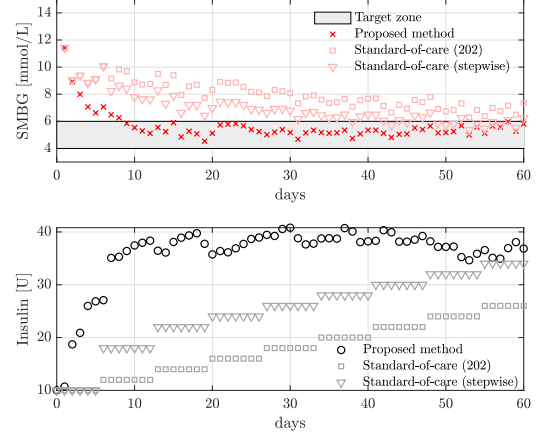 14
12
10
8
6
4
SMBG [mmol/L]
Target zone
Proposed method
Standard-of-care (202)
Standard-of-care (stepwise)
0 10 20 30 40 50 60
days
40
30
20
10
Insulin [U]
Proposed method
Standard-of-care (202)
Standard-of-care (stepwise)
0 10 20 30 40 50 60
days